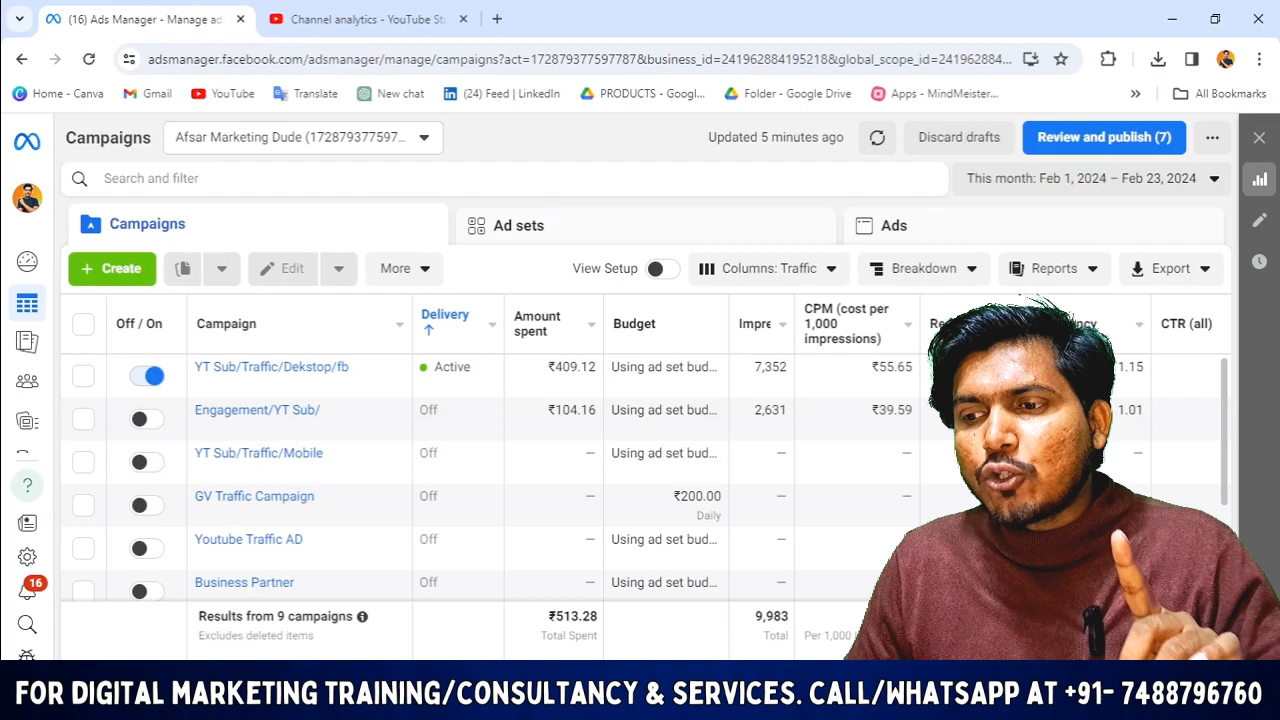 (16) Ads Manager - Manage ad
Channel analytics - YouTube St
adsmanager.facebook.com/adsmanager/manage/campaigns?act=172879377597787&business_id=241962884195218&global_scope_id=241962884...
Home - Canva
Gmail
YouTube
Translate
New chat
(24) Feed | LinkedIn
PRODUCTS - Googl...
Folder - Google Drive
Apps - MindMeister...
All Bookmarks
Campaigns
Afsar Marketing Dude (172879377597...
Updated 5 minutes ago
Discard drafts
Review and publish (7)
Search and filter
This month: Feb 1, 2024 – Feb 23, 2024
Campaigns
Ad sets
Ads
+ Create
Edit
More
View Setup
Columns: Traffic
Breakdown
Reports
Export
Off / On
Campaign
Delivery ↑
Amount spent
Budget
Impre
CPM (cost per 1,000 impressions)
CTR (all)
YT Sub/Traffic/Dekstop/fb Active ₹409.12 Using ad set bud... 7,352 ₹55.65 1.15
Engagement/YT Sub/ Off ₹104.16 Using ad set bud... 2,631 ₹39.59 1.01
YT Sub/Traffic/Mobile Off — Using ad set bud... — — —
GV Traffic Campaign Off — ₹200.00 — —
Daily
Youtube Traffic AD Off — Using ad set bud... —
Business Partner Off — Using ad set bud... —
16
Results from 9 campaigns ₹513.28 9,983
Excludes deleted items Total Spent Total Per 1,000
FOR DIGITAL MARKETING TRAINING/CONSULTANCY & SERVICES. CALL/WHATSAPP AT +91- 7488796760